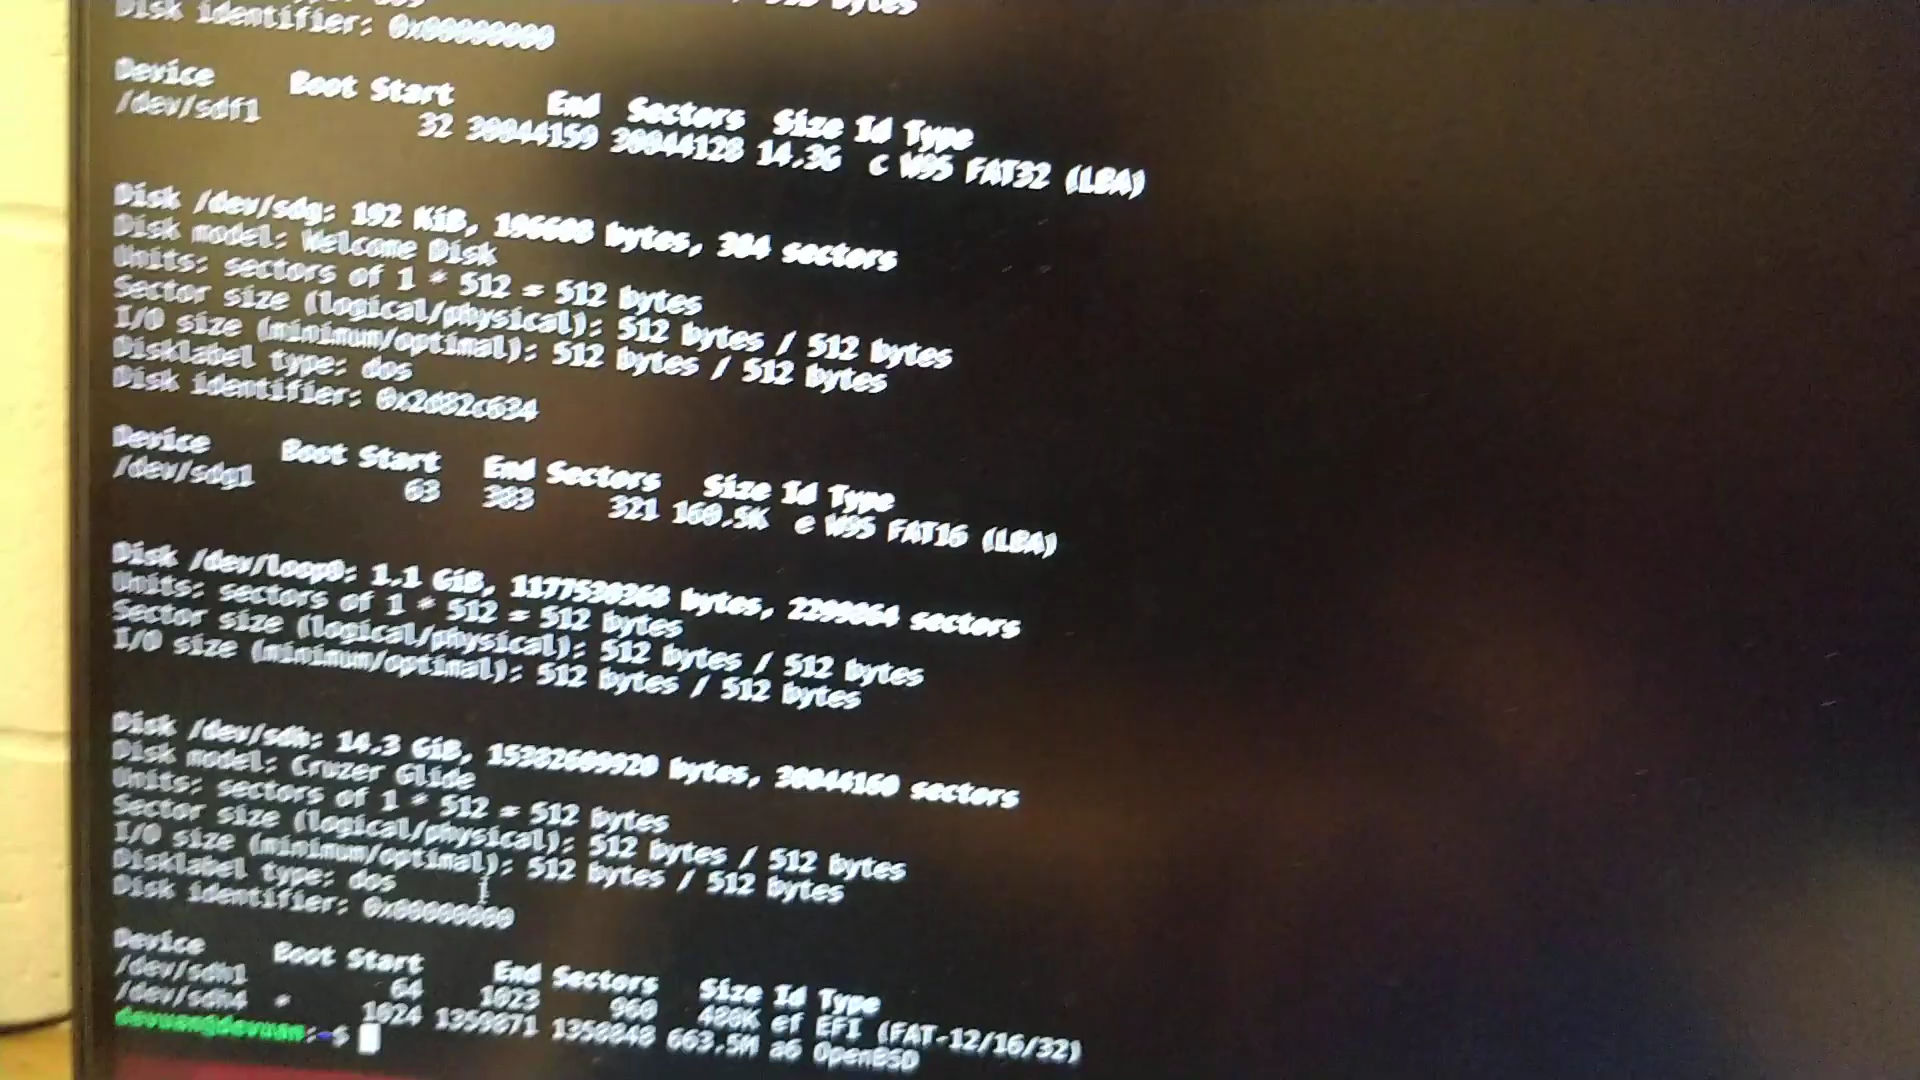 Disk identifier: 0x00000000
Device Boot Start End Sectors Size Id Type
/dev/sdf1 32 30044159 30044128 14.3G c W95 FAT32 (LBA)
Disk /dev/sdg: 192 KiB, 196608 bytes, 384 sectors
Disk model: Welcome Disk
Units: sectors of 1 * 512 = 512 bytes
Sector size (logical/physical): 512 bytes / 512 bytes
I/O size (minimum/optimal): 512 bytes / 512 bytes
Disklabel type: dos
Disk identifier: 0x2d82c634
Device Boot Start End Sectors Size Id Type
/dev/sdg1 63 383 321 160.5K e W95 FAT16 (LBA)
Disk /dev/loop0: 1.1 GiB, 1177530368 bytes, 2299864 sectors
Units: sectors of 1 * 512 = 512 bytes
Sector size (logical/physical): 512 bytes / 512 bytes
I/O size (minimum/optimal): 512 bytes / 512 bytes
Disk /dev/sdh: 14.3 GiB, 15382609920 bytes, 30044160 sectors
Disk model: Cruzer Glide
Units: sectors of 1 * 512 = 512 bytes
Sector size (logical/physical): 512 bytes / 512 bytes
I/O size (minimum/optimal): 512 bytes / 512 bytes
Disklabel type: dos
Disk identifier: 0x00000000
Device Boot Start End Sectors Size Id Type
/dev/sdh1 64 1023 960 480K ef EFI (FAT-12/16/32)
/dev/sdh4 * 1024 1359871 1358848 663.5M a6 OpenBSD
devuan@devuan:~$